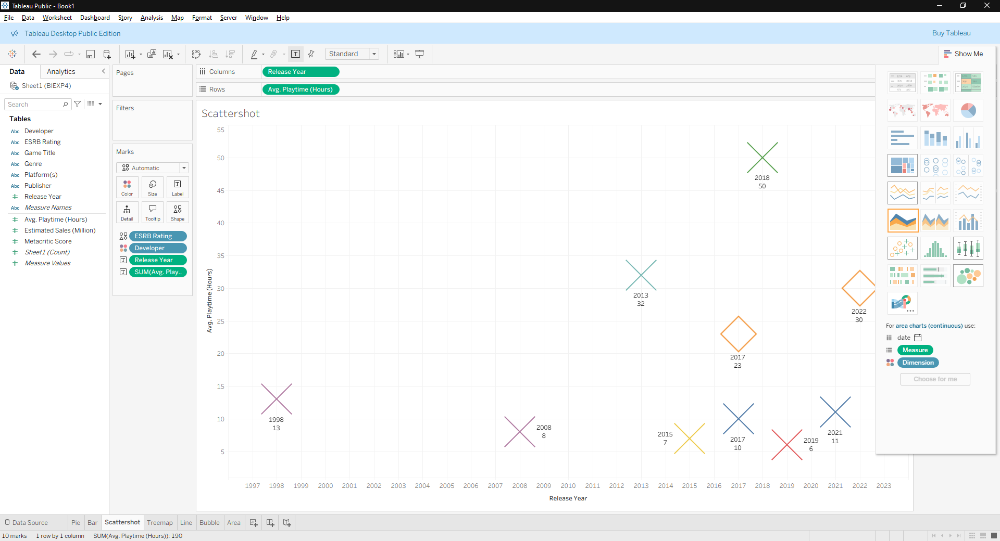 Tableau Public - Book1
File Data Worksheet Dashboard Story Analysis Map Format Server Window Help
Tableau Desktop Public Edition
Buy Tableau
Standard
Show Me
Data
Analytics
Sheet1 (BIEXP4)
Search
Tables
Abc Developer
Abc ESRB Rating
Abc Game Title
Abc Genre
Abc Platform(s)
Abc Publisher
# Release Year
Abc Measure Names
# Avg. Playtime (Hours)
# Estimated Sales (Million)
# Metacritic Score
# Sheet1 (Count)
# Measure Values
Pages
Filters
Marks
Automatic
Color
Size
Label
Detail
Tooltip
Shape
ESRB Rating
Developer
Release Year
SUM(Avg. Play..
Columns
Release Year
Rows
Avg. Playtime (Hours)
Scattershot
55
50
45
40
35
30
25
20
15
10
5
Avg. Playtime (Hours)
2018
50
2013
32
2022
30
2017
23
1998
13
2008
8
2015
7
2017
10
2019
6
2021
11
1997 1998 1999 2000 2001 2002 2003 2004 2005 2006 2007 2008 2009 2010 2011 2012 2013 2014 2015 2016 2017 2018 2019 2020 2021 2022 2023
Release Year
For area charts (continuous) use:
date
Measure
Dimension
Choose for me
Data Source
Pie
Bar
Scattershot
Treemap
Line
Bubble
Area
10 marks
1 row by 1 column
SUM(Avg. Playtime (Hours)): 190